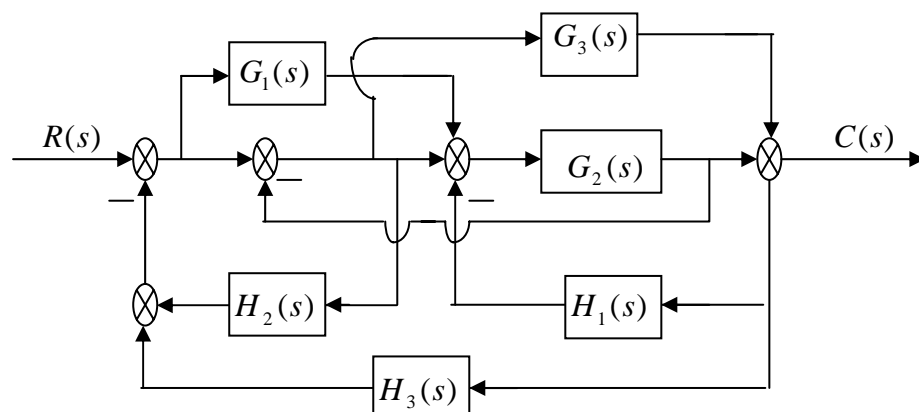 G₃(s)
G₁(s)
R(s)
C(s)
G₂(s)
H₂(s)
H₁(s)
H₃(s)